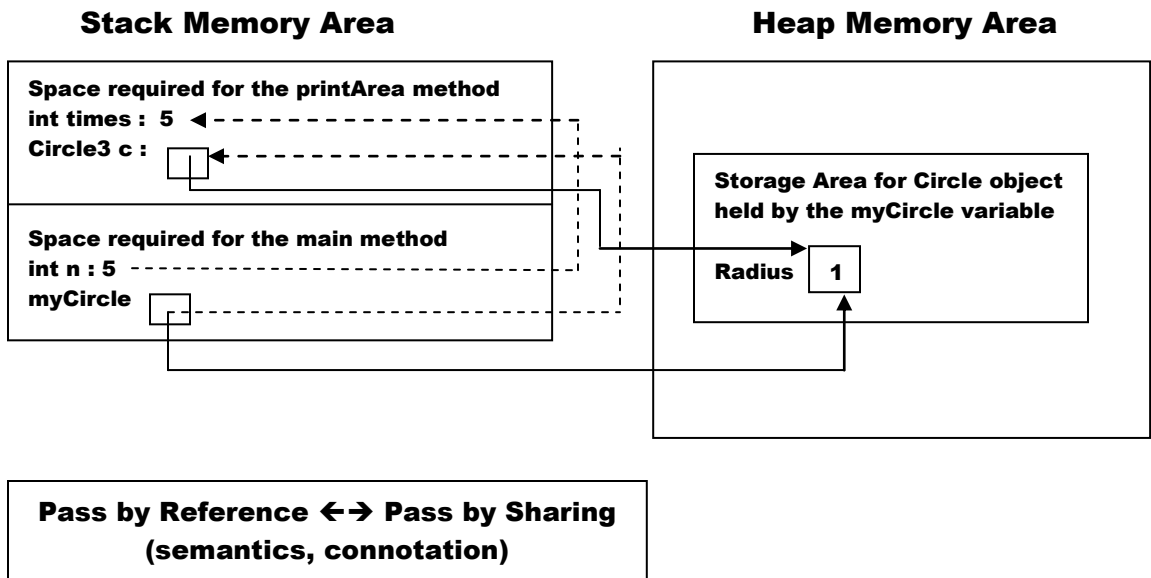 Stack Memory Area
Heap Memory Area
Space required for the printArea method
int times : 5
Circle3 c :
Space required for the main method
int n : 5
myCircle
Storage Area for Circle object
held by the myCircle variable
Radius 1
Pass by Reference ←→ Pass by Sharing
(semantics, connotation)